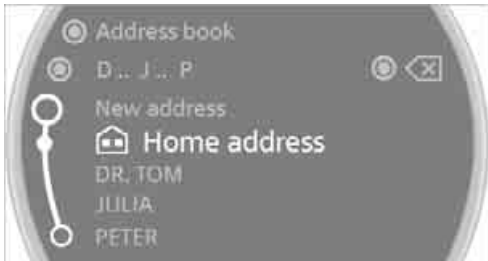 Address book
D .. J .. P
New address
Home address
DR. TOM
JULIA
PETER